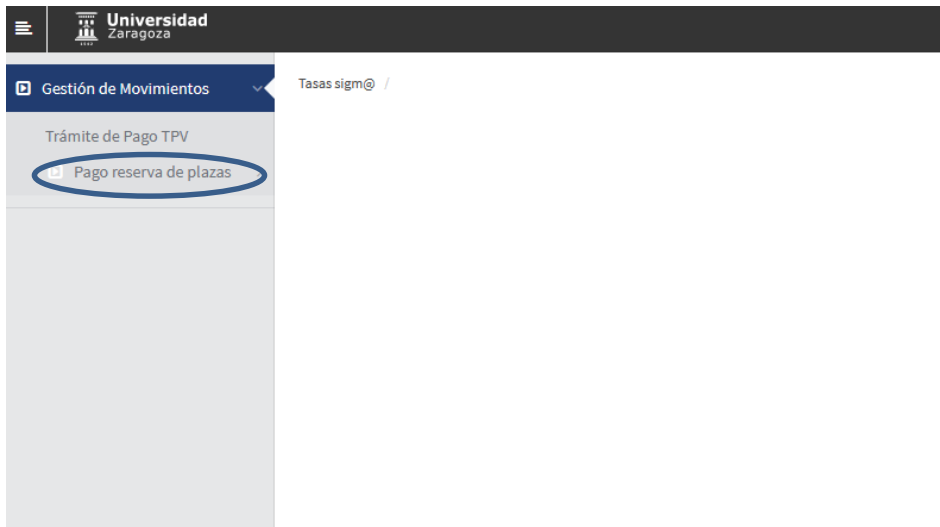 Universidad
Zaragoza
Gestión de Movimientos
Tasas sigm@ /
Trámite de Pago TPV
Pago reserva de plazas